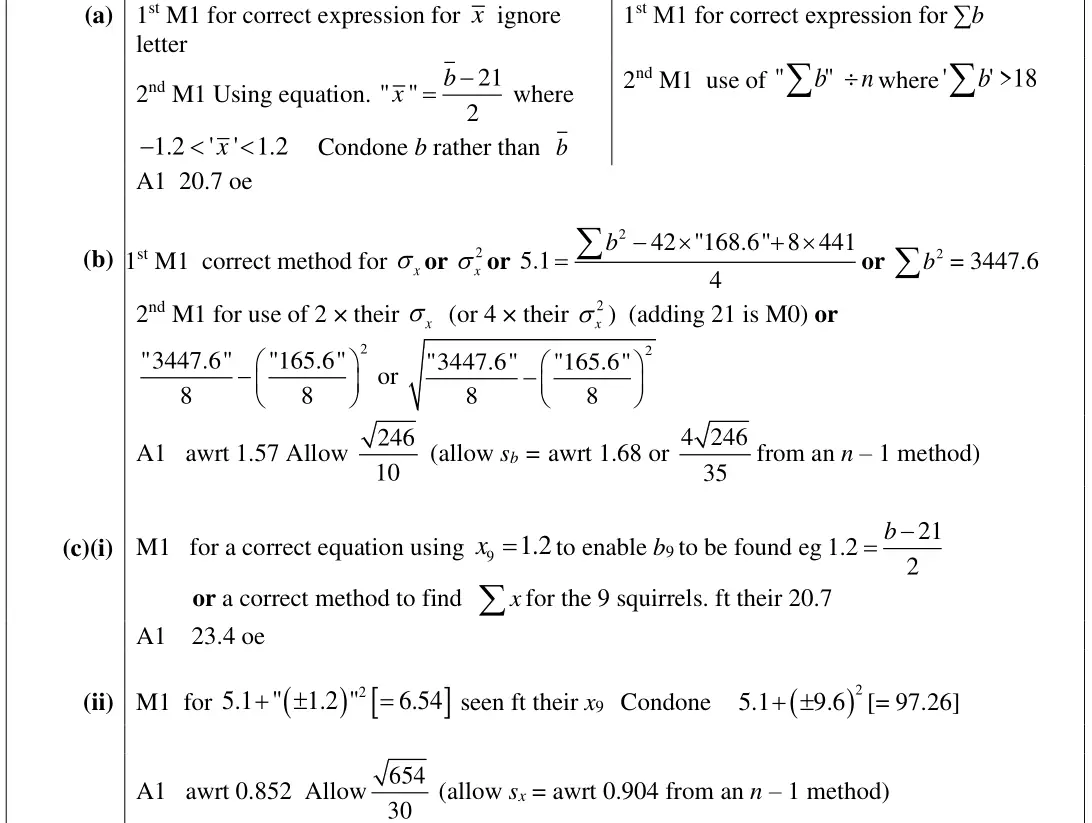 (a) 1st M1 for correct expression for x̄ ignore letter
2nd M1 Using equation. "x̄" = (b̄ − 21)/2 where
−1.2 < 'x̄' < 1.2 Condone b rather than b̄
1st M1 for correct expression for ∑b
2nd M1 use of "∑b" ÷ n where '∑b' >18
A1 20.7 oe
(b) 1st M1 correct method for σₓ or σₓ² or 5.1 = (∑b² − 42 × "168.6" + 8 × 441)/4 or ∑b² = 3447.6
2nd M1 for use of 2 × their σₓ (or 4 × their σₓ²) (adding 21 is M0) or
"3447.6"/8 − ("165.6"/8)² or √("3447.6"/8 − ("165.6"/8)²)
A1 awrt 1.57 Allow √246/10 (allow s_b = awrt 1.68 or 4√246/35 from an n – 1 method)
(c)(i) M1 for a correct equation using x₉ = 1.2 to enable b₉ to be found eg 1.2 = (b − 21)/2
or a correct method to find ∑x for the 9 squirrels. ft their 20.7
A1 23.4 oe
(ii) M1 for 5.1 + "(±1.2)"² [= 6.54] seen ft their x₉ Condone 5.1 + (±9.6)² [= 97.26]
A1 awrt 0.852 Allow √654/30 (allow sₓ = awrt 0.904 from an n – 1 method)